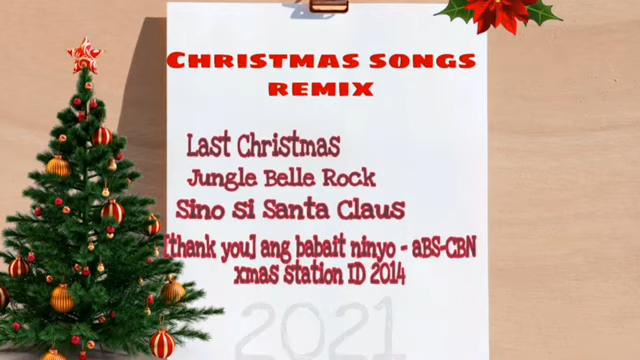 CHRISTMAS SONGS
REMIX
Last Christmas
Jungle Belle Rock
Sino si Santa Claus
[thank you] ang babait ninyo - aBS-CBN
xmas station ID 2014
2021